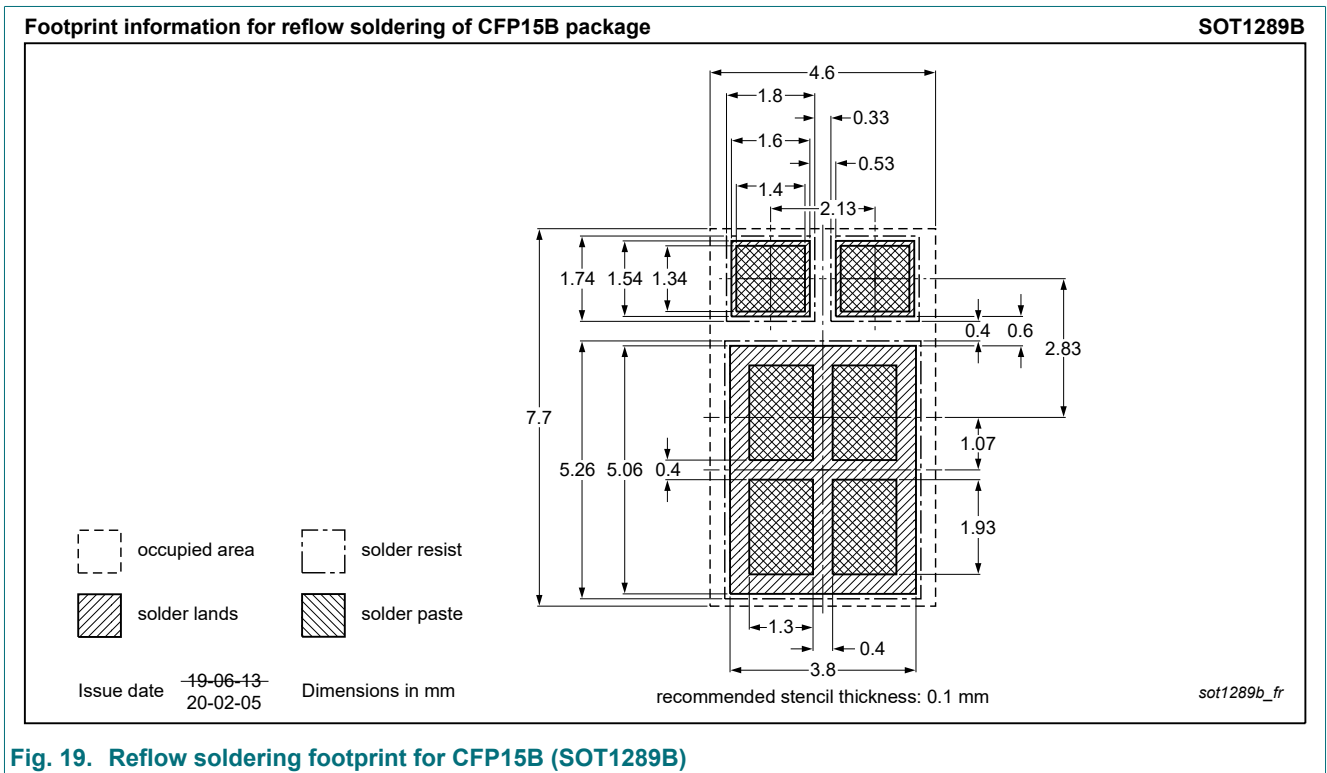 Footprint information for reflow soldering of CFP15B package SOT1289B
4.6
1.8
0.33
1.6
0.53
1.4
2.13
1.74 1.54 1.34
0.4 0.6
2.83
7.7
1.07
5.26 5.06 0.4
1.93
occupied area solder resist
solder lands solder paste
1.3
0.4
3.8
Issue date 19-06-13 Dimensions in mm
20-02-05
recommended stencil thickness: 0.1 mm
sot1289b_fr
Fig. 19. Reflow soldering footprint for CFP15B (SOT1289B)